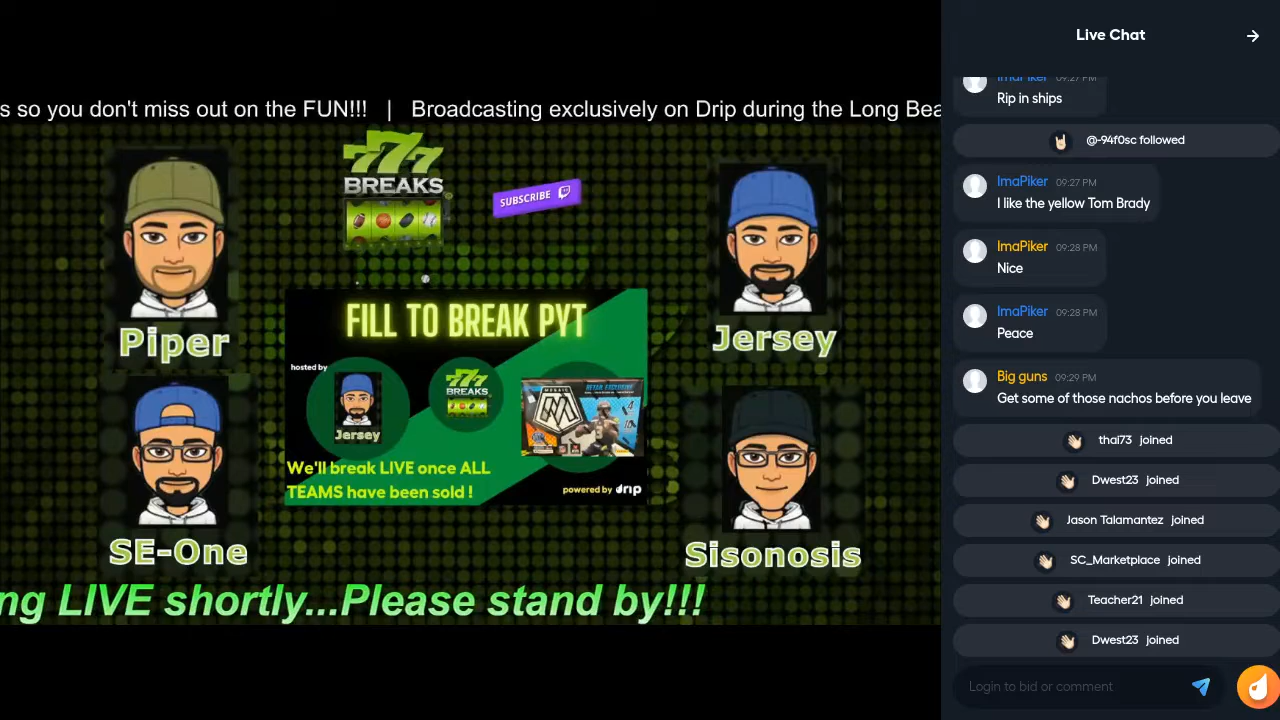 s so you don't miss out on the FUN!!! | Broadcasting exclusively on Drip during the Long Bea
777
BREAKS
SUBSCRIBE
Piper
Jersey
FILL TO BREAK PYT
hosted by
777
BREAKS
Jersey
MOSAIC
We'll break LIVE once ALL
TEAMS have been sold !
powered by drip
SE-One
Sisonosis
ng LIVE shortly...Please stand by!!!
Live Chat
ImaPiker 09:27 PM
Rip in ships
@-94f0sc followed
ImaPiker 09:27 PM
I like the yellow Tom Brady
ImaPiker 09:28 PM
Nice
ImaPiker 09:28 PM
Peace
Big guns 09:29 PM
Get some of those nachos before you leave
thai73 joined
Dwest23 joined
Jason Talamantez joined
SC_Marketplace joined
Teacher21 joined
Dwest23 joined
Login to bid or comment